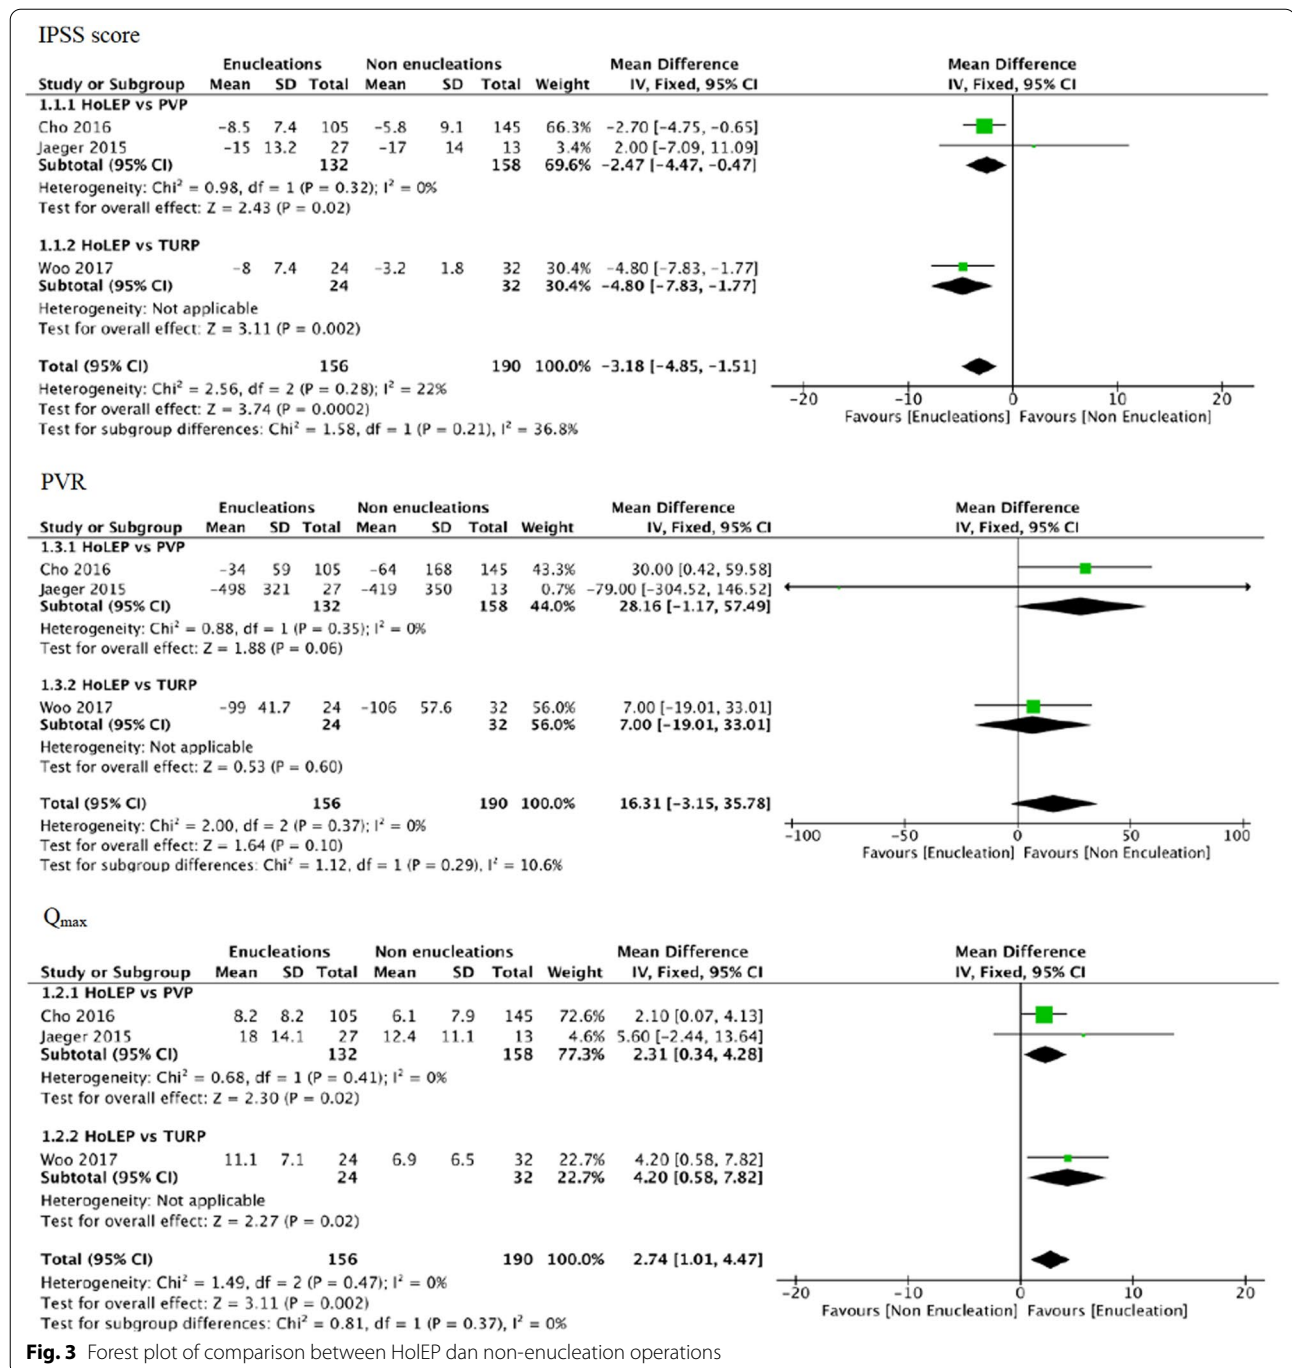 IPSS score
Enucleations Non enucleations Mean Difference Mean Difference
Study or Subgroup Mean SD Total Mean SD Total Weight IV, Fixed, 95% CI IV, Fixed, 95% CI
1.1.1 HoLEP vs PVP
Cho 2016 -8.5 7.4 105 -5.8 9.1 145 66.3% -2.70 [-4.75, -0.65]
Jaeger 2015 -15 13.2 27 -17 14 13 3.4% 2.00 [-7.09, 11.09]
Subtotal (95% CI) 132 158 69.6% -2.47 [-4.47, -0.47]
Heterogeneity: Chi² = 0.98, df = 1 (P = 0.32); I² = 0%
Test for overall effect: Z = 2.43 (P = 0.02)
1.1.2 HoLEP vs TURP
Woo 2017 -8 7.4 24 -3.2 1.8 32 30.4% -4.80 [-7.83, -1.77]
Subtotal (95% CI) 24 32 30.4% -4.80 [-7.83, -1.77]
Heterogeneity: Not applicable
Test for overall effect: Z = 3.11 (P = 0.002)
Total (95% CI) 156 190 100.0% -3.18 [-4.85, -1.51]
Heterogeneity: Chi² = 2.56, df = 2 (P = 0.28); I² = 22%
Test for overall effect: Z = 3.74 (P = 0.0002)
Test for subgroup differences: Chi² = 1.58, df = 1 (P = 0.21), I² = 36.8%
-20 -10 0 10 20
Favours [Enucleations] Favours [Non Enucleation]
PVR
Enucleations Non enucleations Mean Difference Mean Difference
Study or Subgroup Mean SD Total Mean SD Total Weight IV, Fixed, 95% CI IV, Fixed, 95% CI
1.3.1 HoLEP vs PVP
Cho 2016 -34 59 105 -64 168 145 43.3% 30.00 [0.42, 59.58]
Jaeger 2015 -498 321 27 -419 350 13 0.7% -79.00 [-304.52, 146.52]
Subtotal (95% CI) 132 158 44.0% 28.16 [-1.17, 57.49]
Heterogeneity: Chi² = 0.88, df = 1 (P = 0.35); I² = 0%
Test for overall effect: Z = 1.88 (P = 0.06)
1.3.2 HoLEP vs TURP
Woo 2017 -99 41.7 24 -106 57.6 32 56.0% 7.00 [-19.01, 33.01]
Subtotal (95% CI) 24 32 56.0% 7.00 [-19.01, 33.01]
Heterogeneity: Not applicable
Test for overall effect: Z = 0.53 (P = 0.60)
Total (95% CI) 156 190 100.0% 16.31 [-3.15, 35.78]
Heterogeneity: Chi² = 2.00, df = 2 (P = 0.37); I² = 0%
Test for overall effect: Z = 1.64 (P = 0.10)
Test for subgroup differences: Chi² = 1.12, df = 1 (P = 0.29), I² = 10.6%
-100 -50 0 50 100
Favours [Enucleation] Favours [Non Enculeation]
Qmax
Enucleations Non enucleations Mean Difference Mean Difference
Study or Subgroup Mean SD Total Mean SD Total Weight IV, Fixed, 95% CI IV, Fixed, 95% CI
1.2.1 HoLEP vs PVP
Cho 2016 8.2 8.2 105 6.1 7.9 145 72.6% 2.10 [0.07, 4.13]
Jaeger 2015 18 14.1 27 12.4 11.1 13 4.6% 5.60 [-2.44, 13.64]
Subtotal (95% CI) 132 158 77.3% 2.31 [0.34, 4.28]
Heterogeneity: Chi² = 0.68, df = 1 (P = 0.41); I² = 0%
Test for overall effect: Z = 2.30 (P = 0.02)
1.2.2 HoLEP vs TURP
Woo 2017 11.1 7.1 24 6.9 6.5 32 22.7% 4.20 [0.58, 7.82]
Subtotal (95% CI) 24 32 22.7% 4.20 [0.58, 7.82]
Heterogeneity: Not applicable
Test for overall effect: Z = 2.27 (P = 0.02)
Total (95% CI) 156 190 100.0% 2.74 [1.01, 4.47]
Heterogeneity: Chi² = 1.49, df = 2 (P = 0.47); I² = 0%
Test for overall effect: Z = 3.11 (P = 0.002)
Test for subgroup differences: Chi² = 0.81, df = 1 (P = 0.37), I² = 0%
-20 -10 0 10 20
Favours [Non Enucleation] Favours [Enucleation]
Fig. 3 Forest plot of comparison between HolEP dan non-enucleation operations